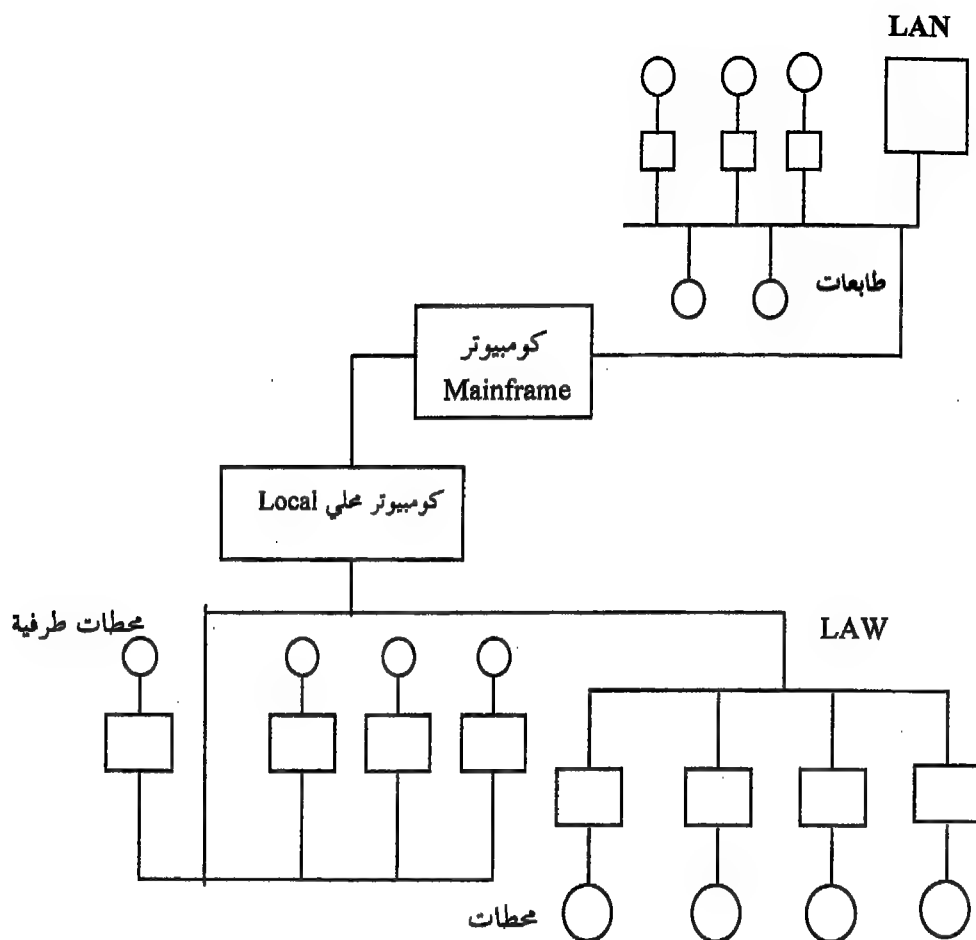 LAN
طابعات
كومبيوتر
Mainframe
كومبيوتر محلي Local
محطات طرفية
LAW
محطات